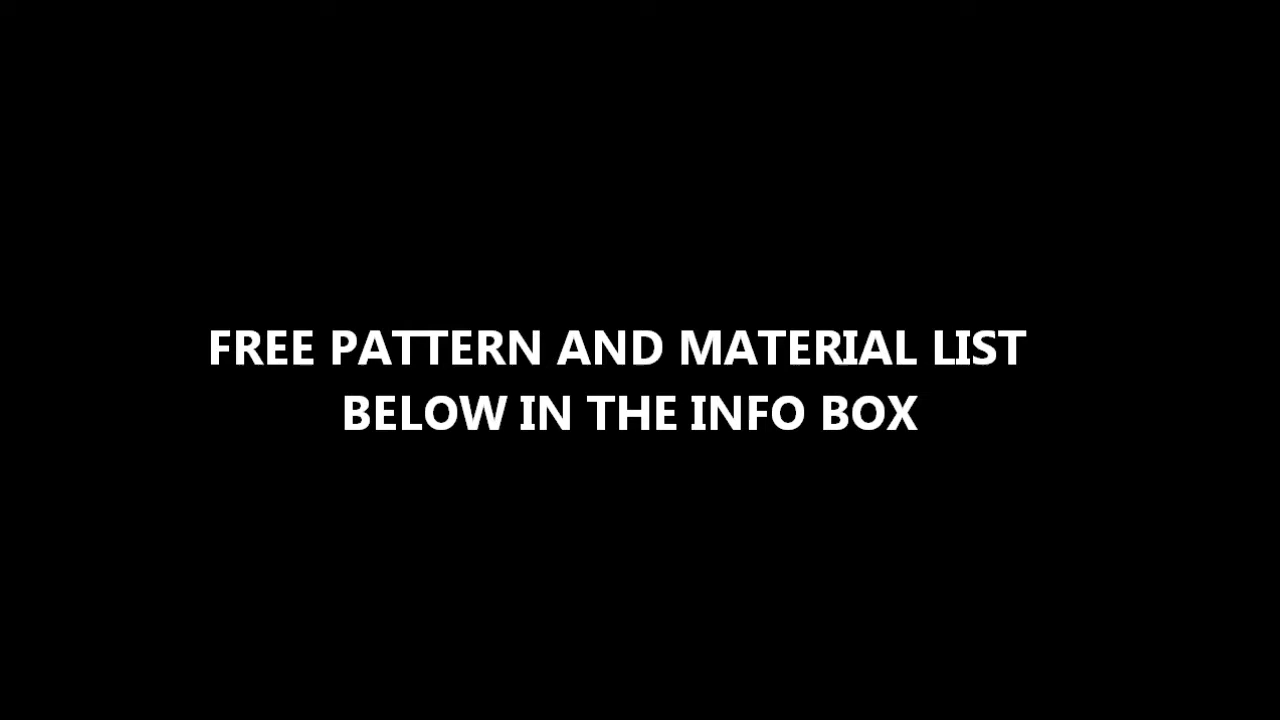 FREE PATTERN AND MATERIAL LIST
BELOW IN THE INFO BOX